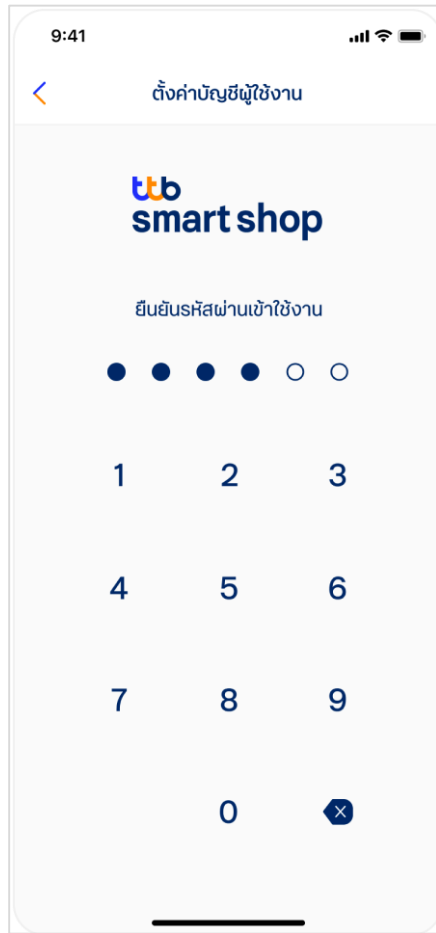 9:41
ตั้งค่าบัญชีผู้ใช้งาน
ttb
smart shop
ยืนยันรหัสผ่านเข้าใช้งาน
1 2 3
4 5 6
7 8 9
0